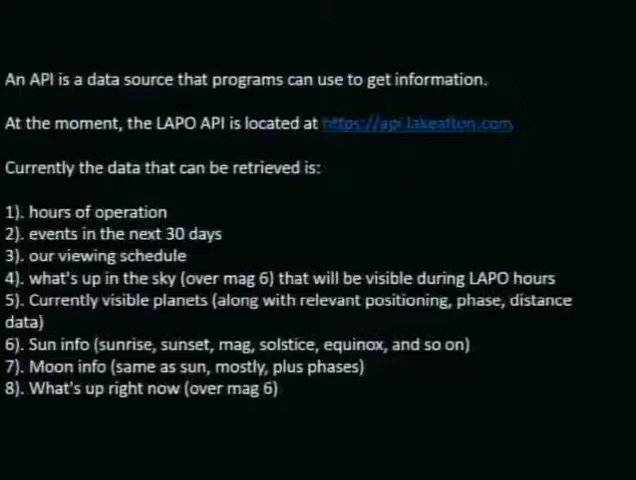 An API is a data source that programs can use to get information.
At the moment, the LAPO API is located at https://api.lakeafton.com
Currently the data that can be retrieved is:
1). hours of operation
2). events in the next 30 days
3). our viewing schedule
4). what's up in the sky (over mag 6) that will be visible during LAPO hours
5). Currently visible planets (along with relevant positioning, phase, distance
data)
6). Sun info (sunrise, sunset, mag, solstice, equinox, and so on)
7). Moon info (same as sun, mostly, plus phases)
8). What's up right now (over mag 6)